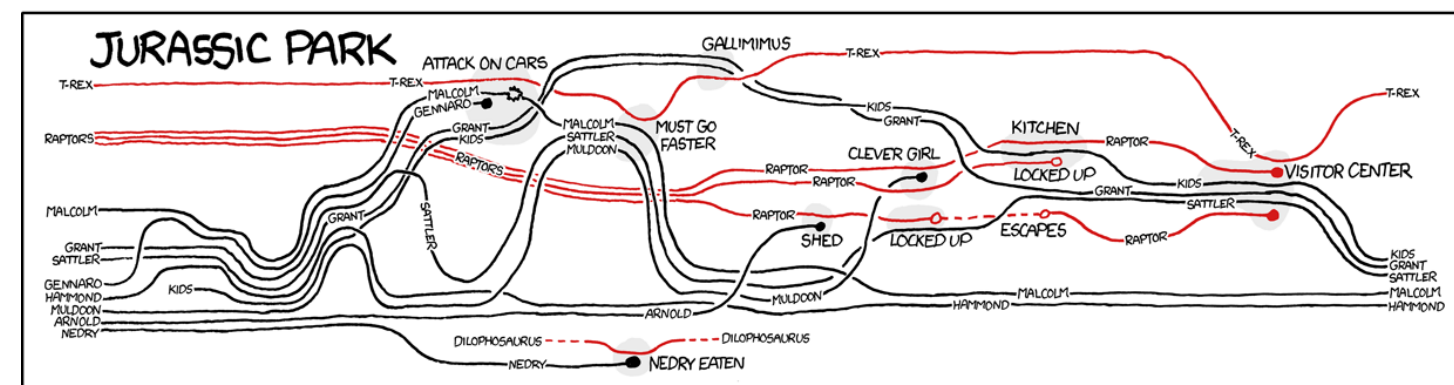 JURASSIC PARK
ATTACK ON CARS
GALLIMIMUS
T-REX
T-REX
T-REX
T-REX
T-REX
MALCOLM
GENNARO
KIDS
GRANT
GRANT
KIDS
MALCOLM
SATTLER
MULDOON
MUST GO
FASTER
KITCHEN
RAPTORS
RAPTORS
RAPTOR
RAPTOR
CLEVER GIRL
RAPTOR
LOCKED UP
VISITOR CENTER
KIDS
GRANT
SATTLER
MALCOLM
GRANT
SATTLER
RAPTOR
SHED
LOCKED UP
ESCAPES
RAPTOR
GRANT
SATTLER
GENNARO
HAMMOND
MULDOON
ARNOLD
NEDRY
KIDS
KIDS
GRANT
SATTLER
MALCOLM
HAMMOND
MULDOON
MALCOLM
HAMMOND
ARNOLD
DILOPHOSAURUS
DILOPHOSAURUS
NEDRY
NEDRY EATEN